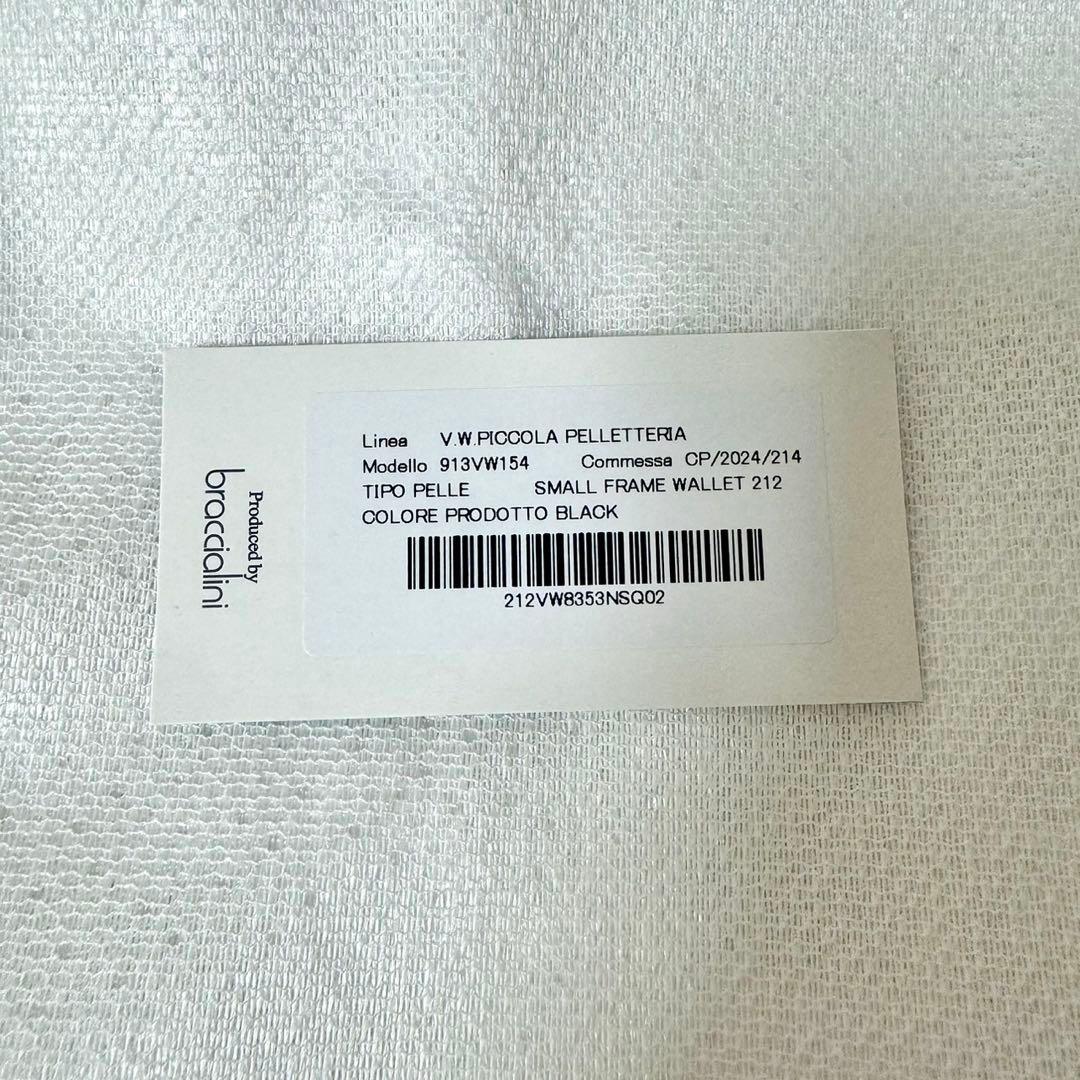 Produced by
braccialini
Linea V.W.PICCOLA PELLETTERIA
Modello 913VW154 Commessa CP/2024/214
TIPO PELLE SMALL FRAME WALLET 212
COLORE PRODOTTO BLACK
212VW8353NSQ02